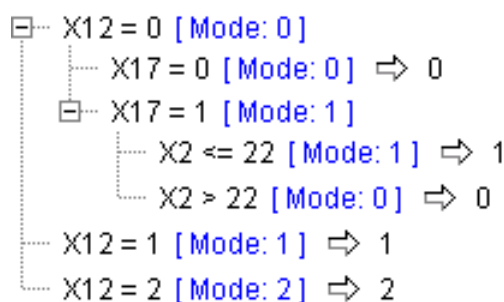 X12 = 0 [Mode: 0]
X17 = 0 [Mode: 0] ⇨ 0
X17 = 1 [Mode: 1]
X2 <= 22 [Mode: 1] ⇨ 1
X2 > 22 [Mode: 0] ⇨ 0
X12 = 1 [Mode: 1] ⇨ 1
X12 = 2 [Mode: 2] ⇨ 2